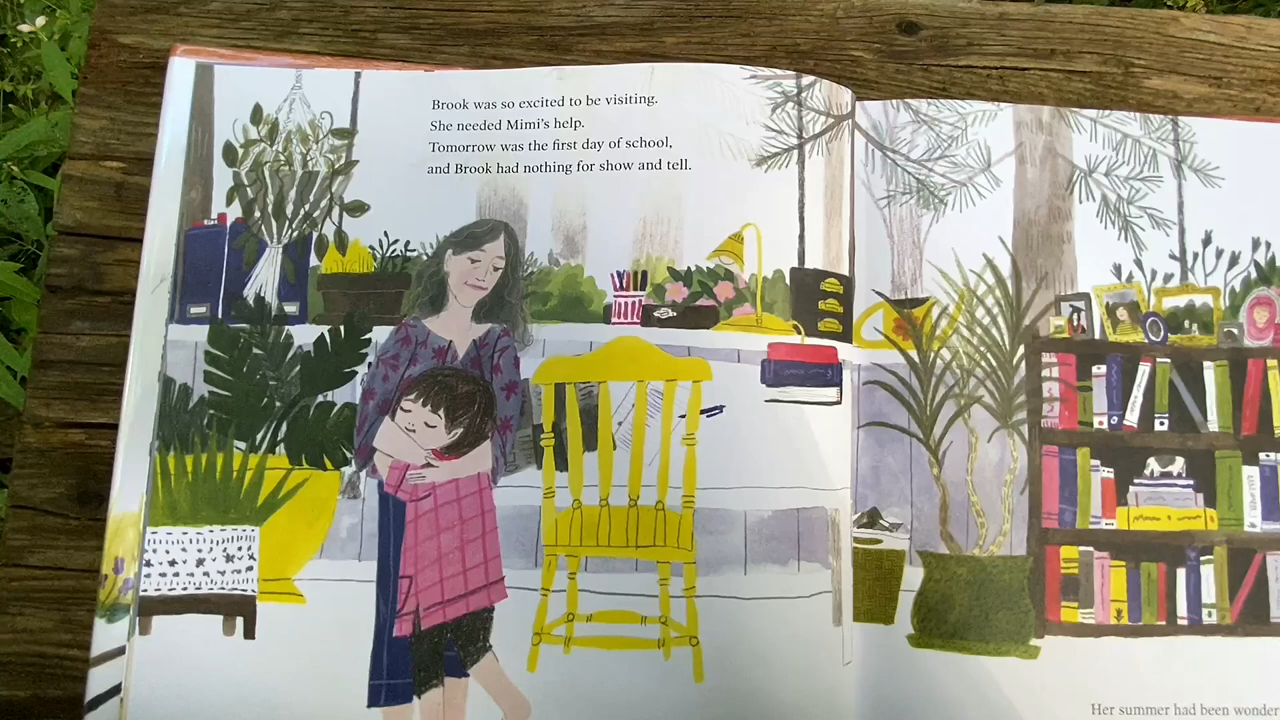 Brook was so excited to be visiting.
She needed Mimi's help.
Tomorrow was the first day of school,
and Brook had nothing for show and tell.
Her summer had been wonder